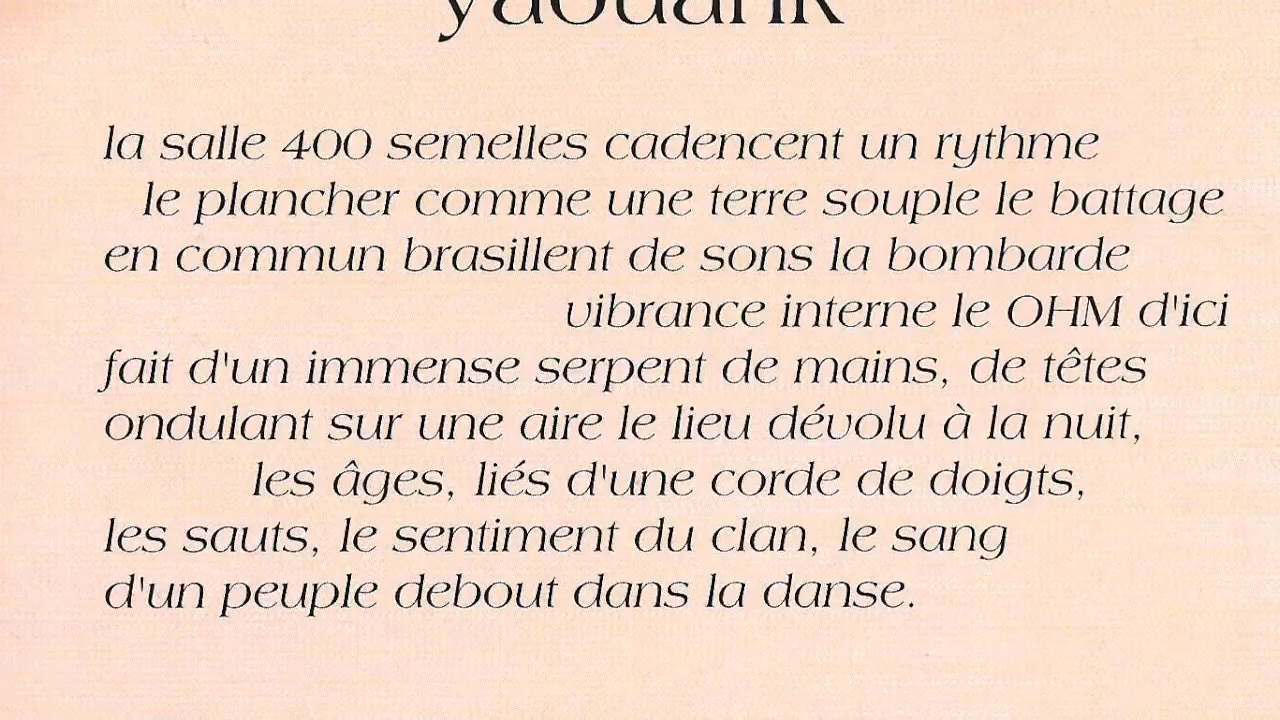 yaouank
la salle 400 semelles cadencent un rythme
le plancher comme une terre souple le battage
en commun brasillent de sons la bombarde
vibrance interne le OHM d'ici
fait d'un immense serpent de mains, de têtes
ondulant sur une aire le lieu dévolu à la nuit,
les âges, liés d'une corde de doigts,
les sauts, le sentiment du clan, le sang
d'un peuple debout dans la danse.